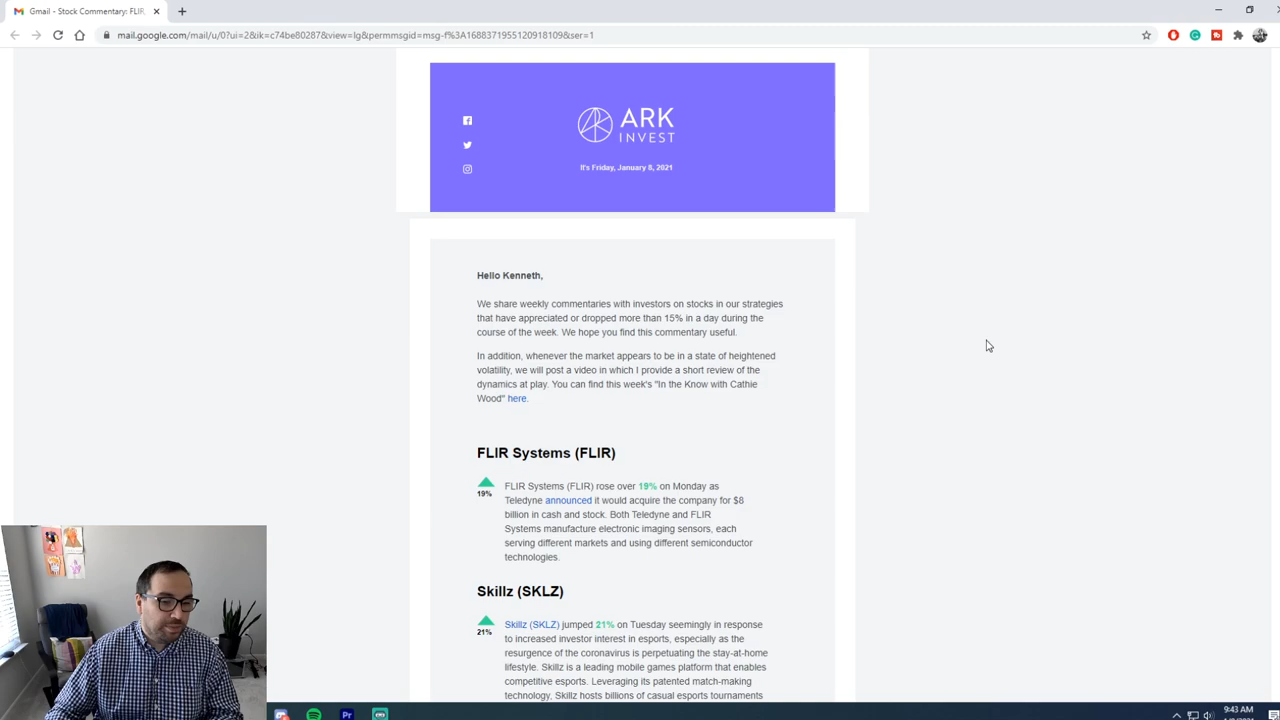 Gmail - Stock Commentary: FLIR,
mail.google.com/mail/u/0?ui=2&ik=c74be80287&view=lg&permmsgid=msg-f%3A1688371955120918109&ser=1
ARK
INVEST
It's Friday, January 8, 2021
Hello Kenneth,
We share weekly commentaries with investors on stocks in our strategies
that have appreciated or dropped more than 15% in a day during the
course of the week. We hope you find this commentary useful.
In addition, whenever the market appears to be in a state of heightened
volatility, we will post a video in which I provide a short review of the
dynamics at play. You can find this week's "In the Know with Cathie
Wood" here.
FLIR Systems (FLIR)
19%
FLIR Systems (FLIR) rose over 19% on Monday as
Teledyne announced it would acquire the company for $8
billion in cash and stock. Both Teledyne and FLIR
Systems manufacture electronic imaging sensors, each
serving different markets and using different semiconductor
technologies.
Skillz (SKLZ)
21%
Skillz (SKLZ) jumped 21% on Tuesday seemingly in response
to increased investor interest in esports, especially as the
resurgence of the coronavirus is perpetuating the stay-at-home
lifestyle. Skillz is a leading mobile games platform that enables
competitive esports. Leveraging its patented match-making
technology, Skillz hosts billions of casual esports tournaments
Pr
9:43 AM